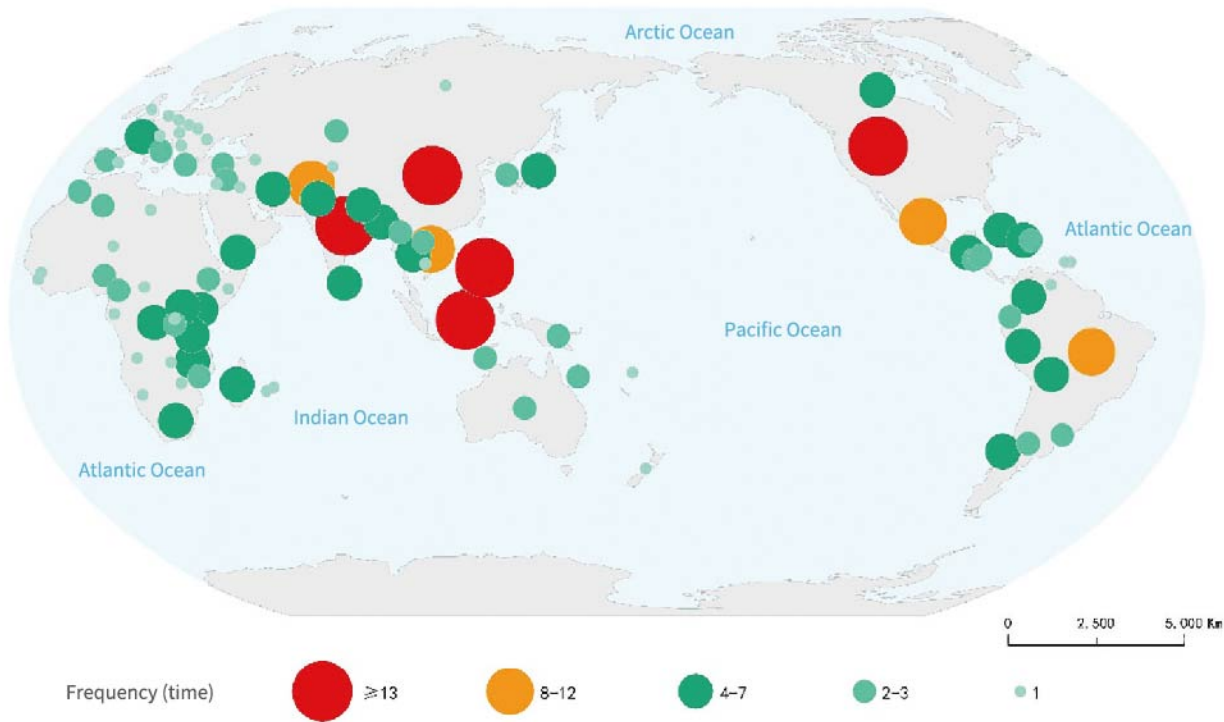 Arctic Ocean
Atlantic Ocean
Pacific Ocean
Indian Ocean
Atlantic Ocean
0 2,500 5,000 Km
Frequency (time) ≥13 8-12 4-7 2-3 1